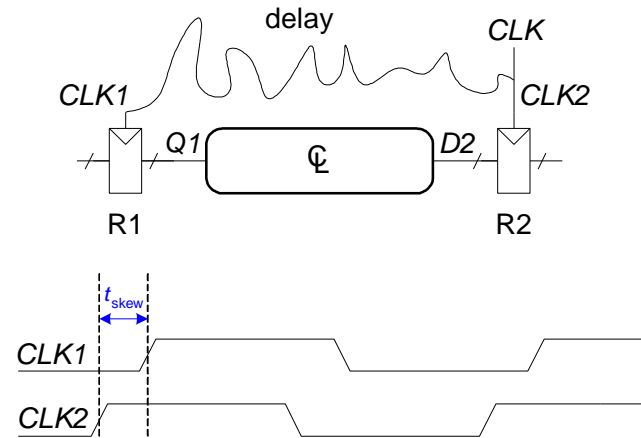 delay
CLK
CLK1
CLK2
Q1
CL
D2
R1
R2
tskew
CLK1
CLK2